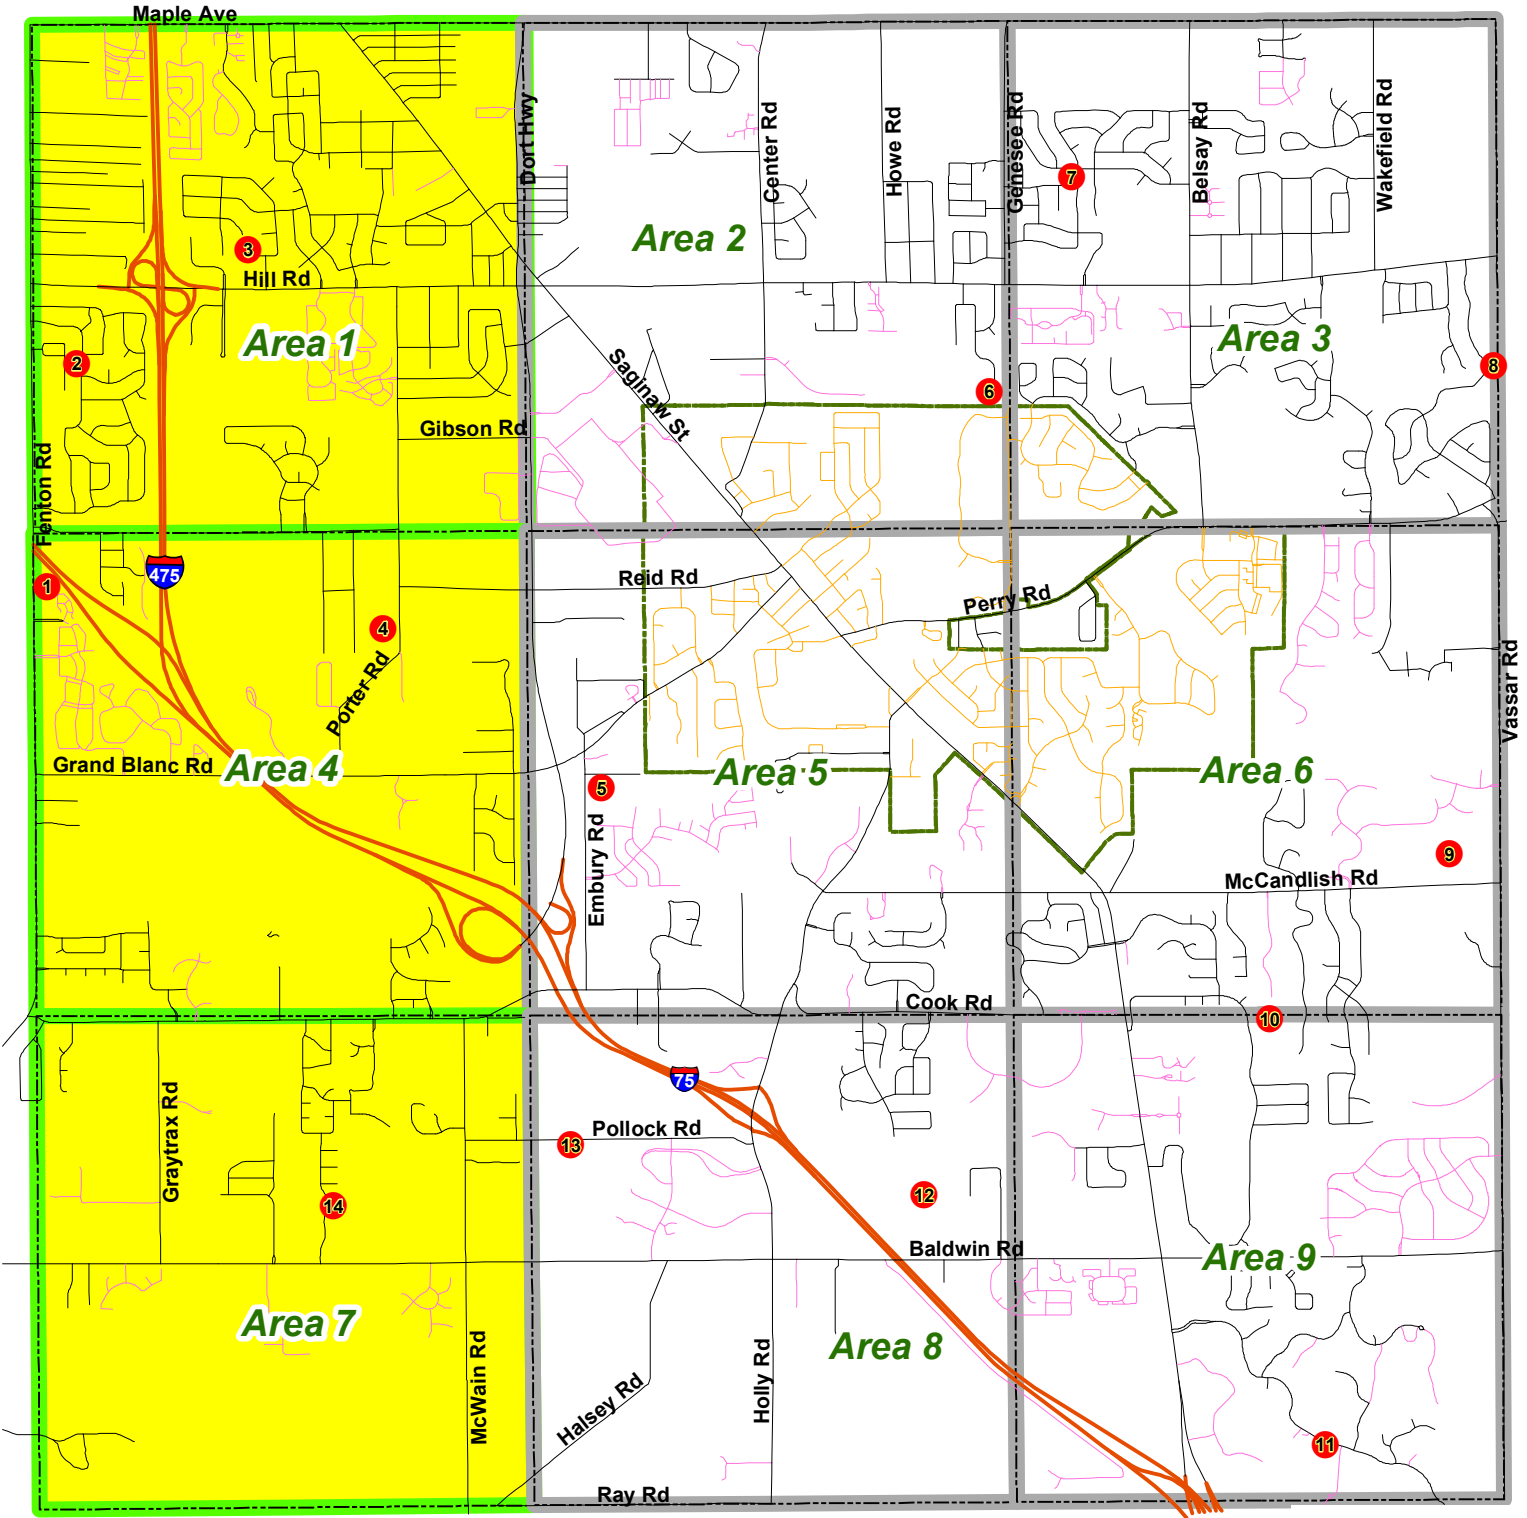 Maple Ave
Dort Hwy
Center Rd
Howe Rd
Genesee Rd
Belsay Rd
Wakefield Rd
7
3
Area 2
Hill Rd
Area 1
Area 3
2
8
Saginaw St
6
Gibson Rd
Fenton Rd
475
1
Reid Rd
Perry Rd
4
Porter Rd
Vassar Rd
Grand Blanc Rd
Area 4
Area 5
Area 6
5
Embury Rd
9
McCandlish Rd
Cook Rd
10
75
Graytrax Rd
13
Pollock Rd
14
12
Baldwin Rd
Area 9
Area 7
Area 8
McWain Rd
Halsey Rd
Holly Rd
11
Ray Rd